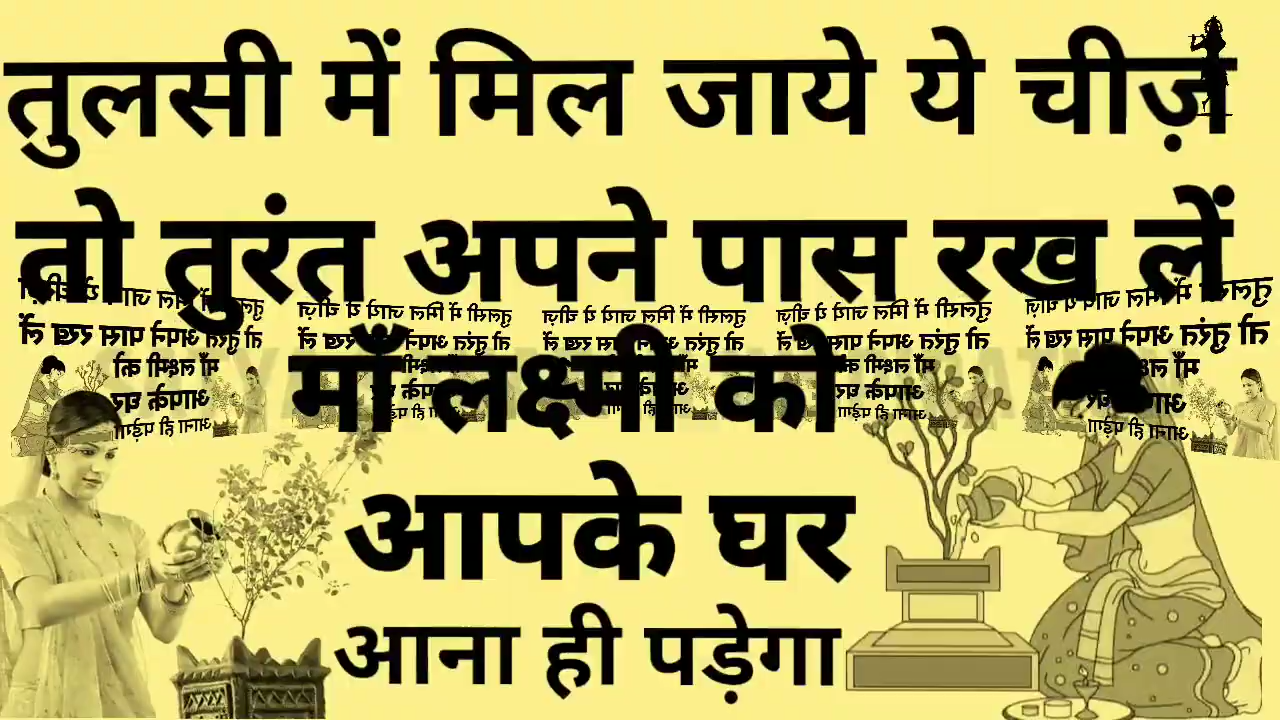 तुलसी में मिल जाये ये चीज़
तो तुरंत अपने पास रख लें
माँ लक्ष्मी को
आपके घर
आना ही पड़ेगा